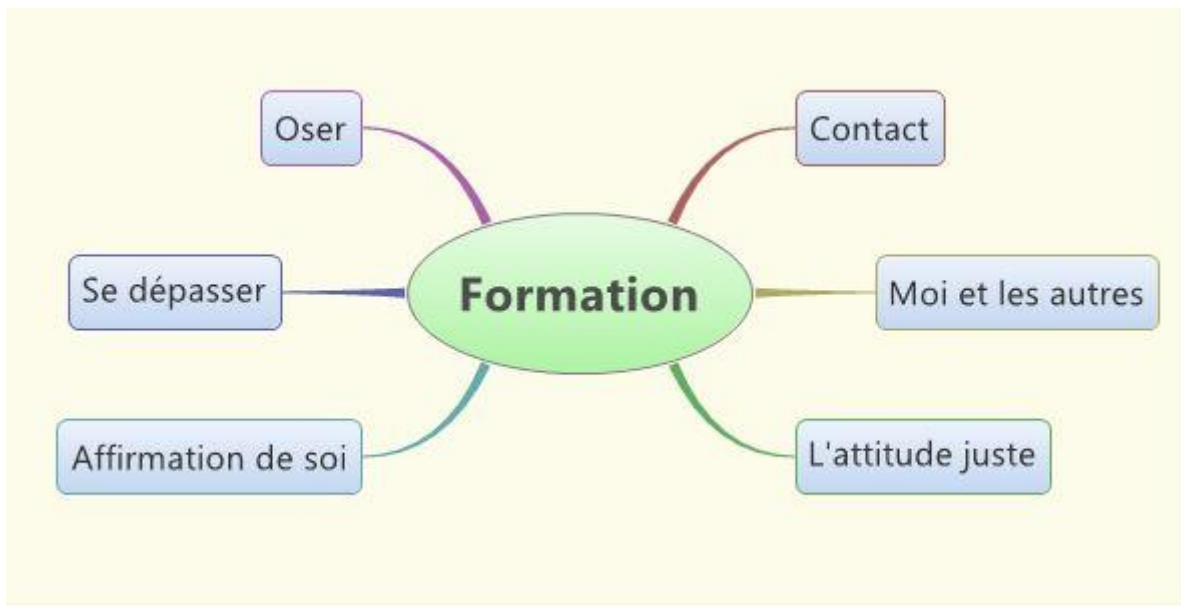 Oser
Contact
Se dépasser
Formation
Moi et les autres
Affirmation de soi
L'attitude juste